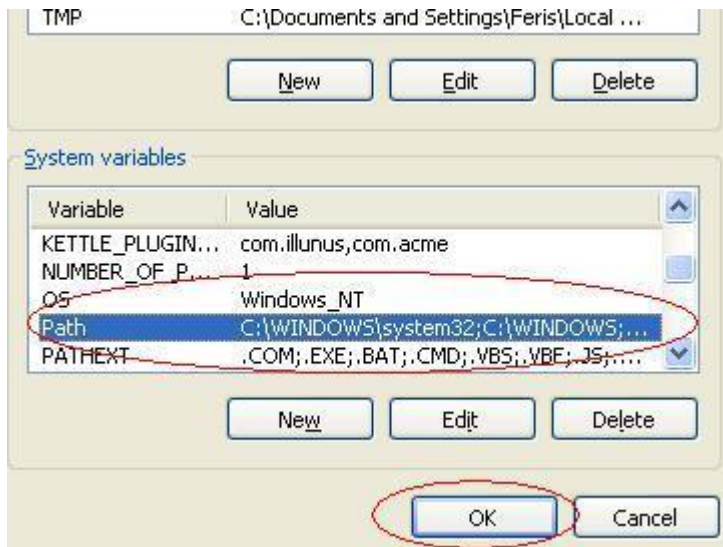 TMP C:\Documents and Settings\Feris\Local ...
New Edit Delete
System variables
Variable Value
KETTLE_PLUGIN... com.illunus,com.acme
NUMBER_OF_P... 1
OS Windows_NT
Path C:\WINDOWS\system32;C:\WINDOWS;...
PATHEXT .COM;.EXE;.BAT;.CMD;.VBS;.VBE;.JS;....
New Edit Delete
OK Cancel